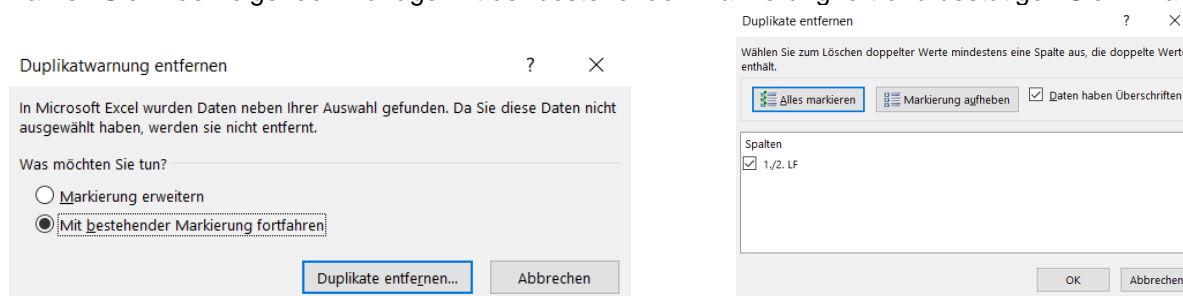 Duplikatwarnung entfernen ? ×
In Microsoft Excel wurden Daten neben Ihrer Auswahl gefunden. Da Sie diese Daten nicht
ausgewählt haben, werden sie nicht entfernt.
Was möchten Sie tun?
Markierung erweitern
Mit bestehender Markierung fortfahren
Duplikate entfernen... Abbrechen
Duplikate entfernen ? ×
Wählen Sie zum Löschen doppelter Werte mindestens eine Spalte aus, die doppelte Werte
enthält.
Alles markieren Markierung aufheben Daten haben Überschriften
Spalten
1./2. LF
OK Abbrechen